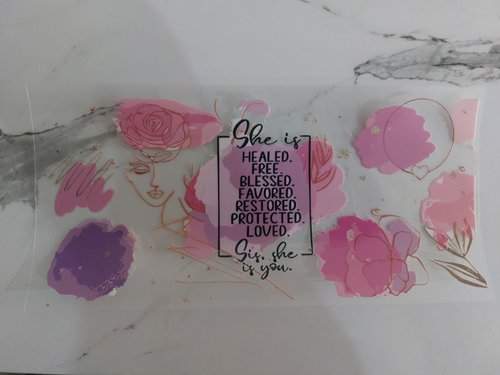 She is
HEALED.
FREE.
BLESSED.
FAVORED.
RESTORED.
PROTECTED.
LOVED.
Sis, she
is you.